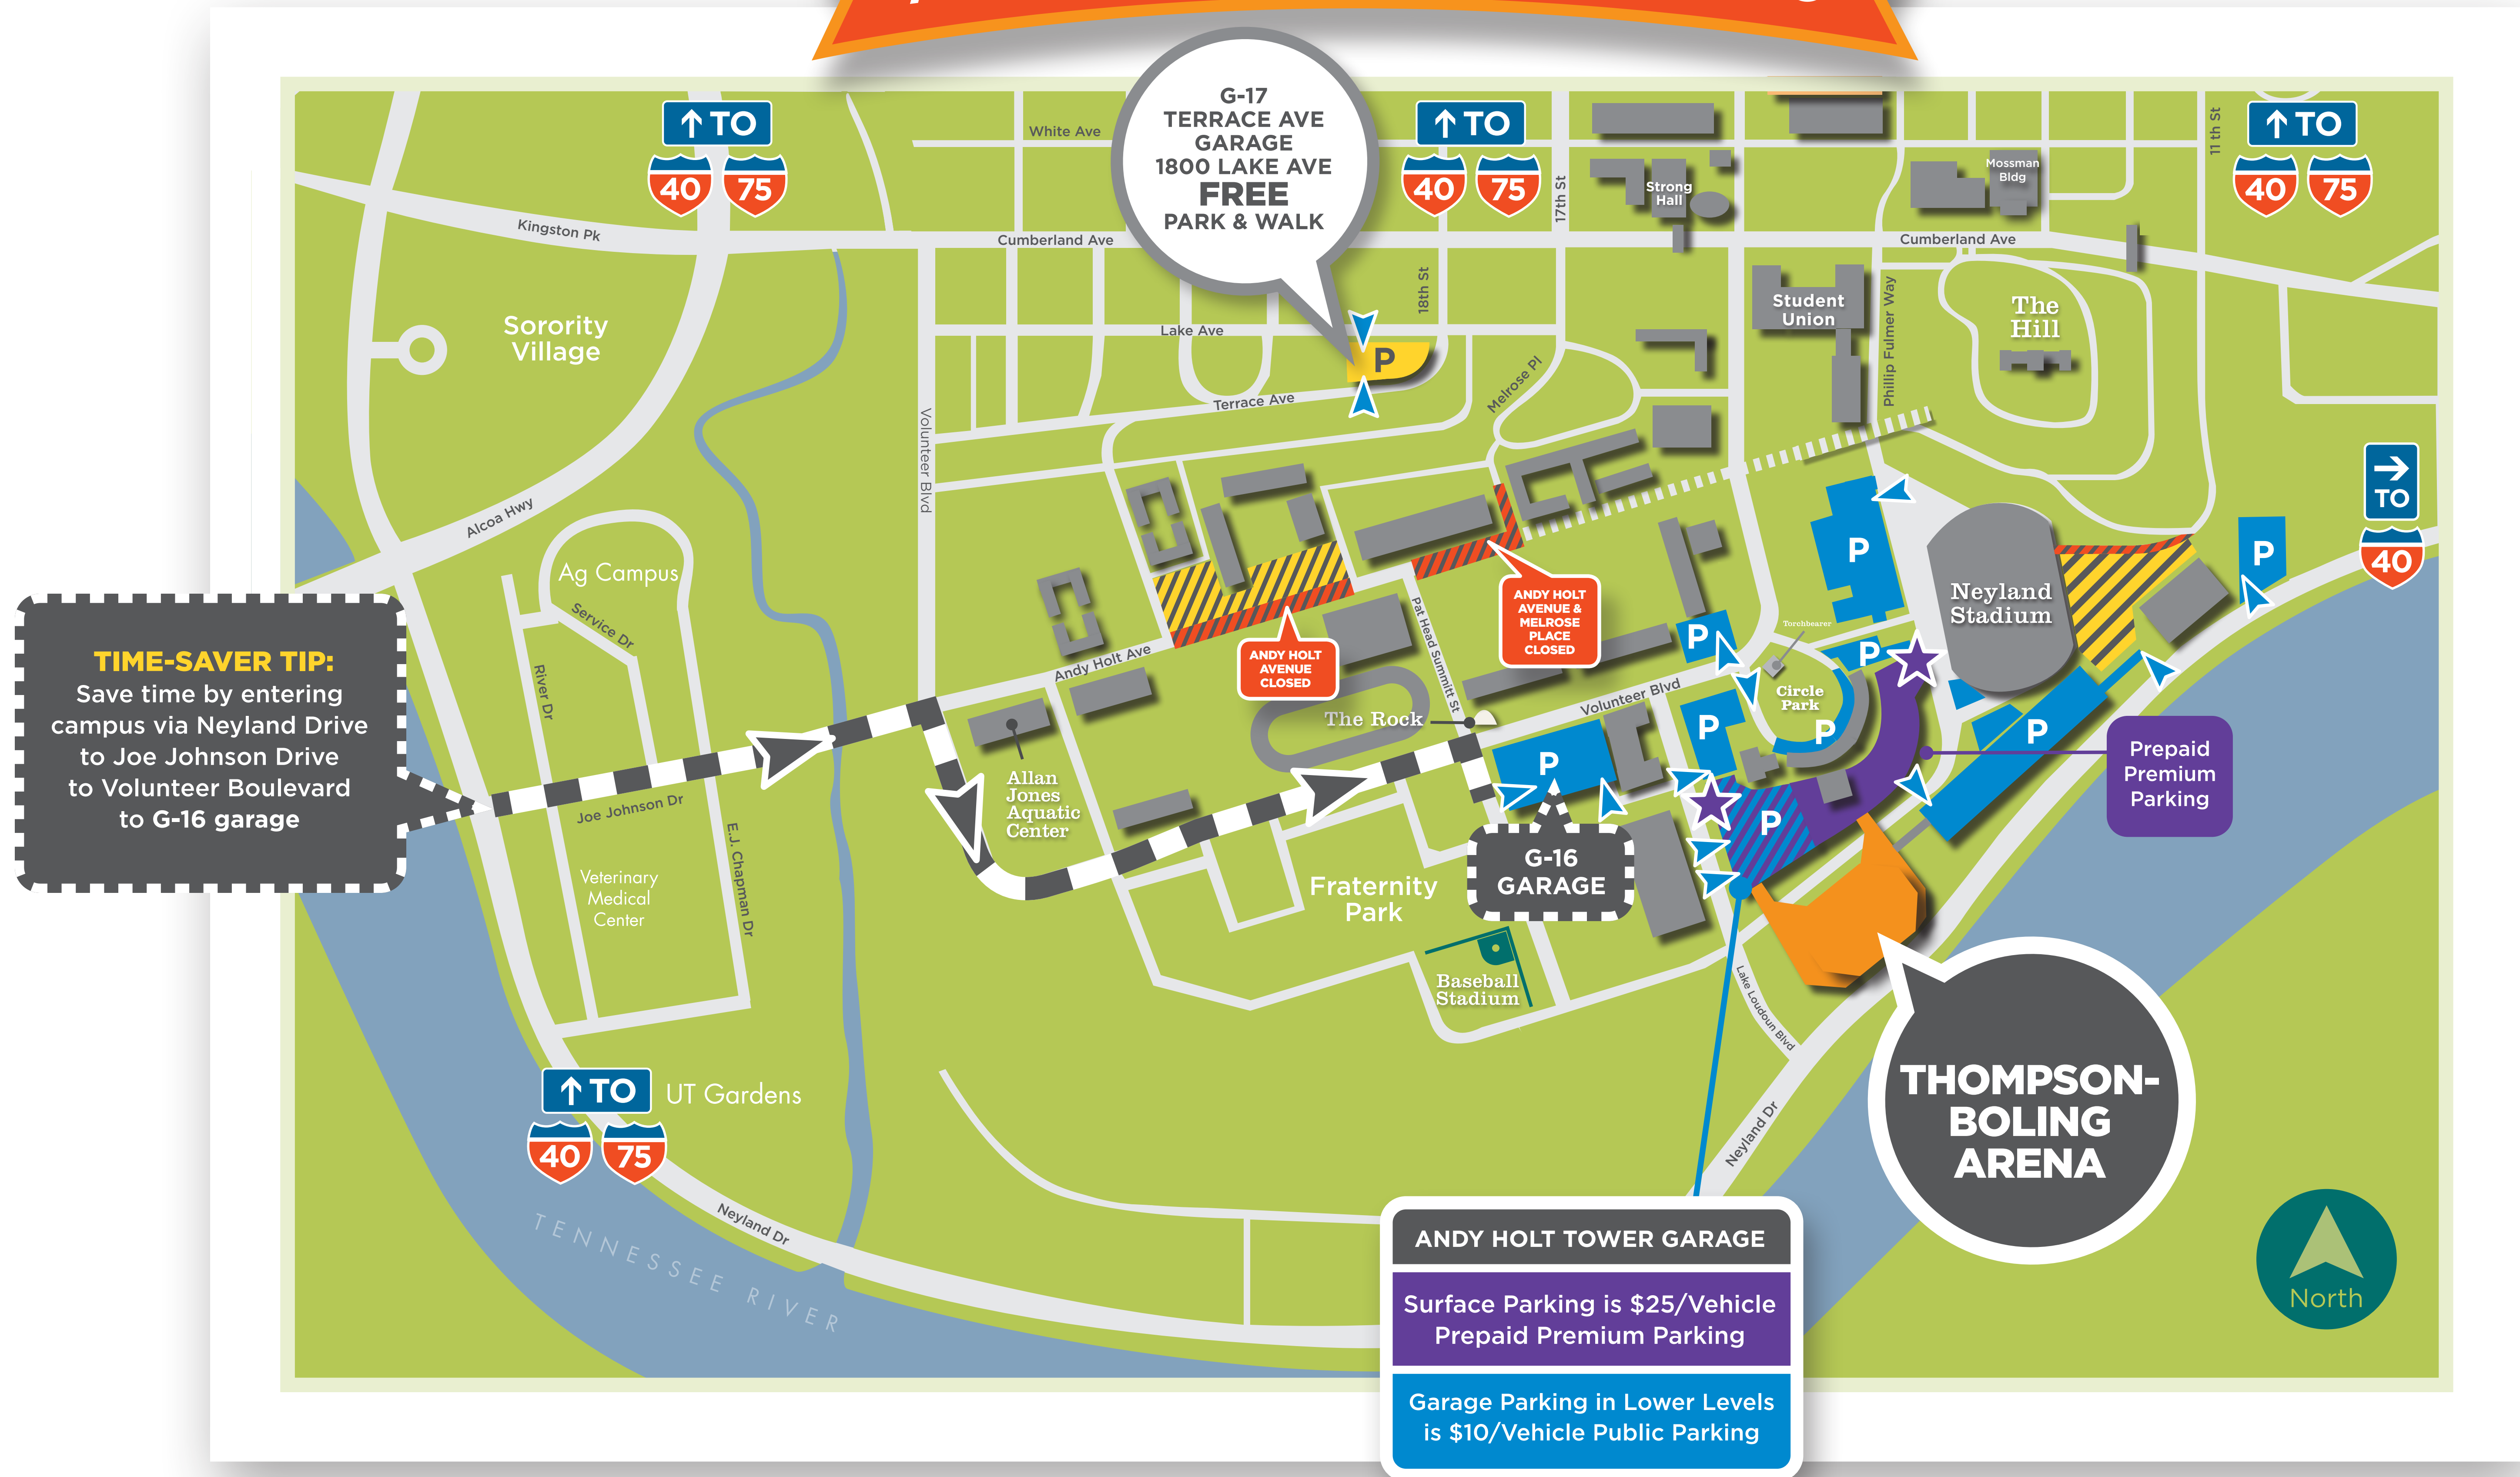 G-17
TERRACE AVE
GARAGE
1800 LAKE AVE
FREE
PARK & WALK
TO
40
75
TO
40
75
TO
40
75
White Ave
17th St
11 th St
Strong
Hall
Mossman
Bldg
Kingston Pk
Cumberland Ave
Cumberland Ave
18th St
Sorority
Village
Lake Ave
P
Terrace Ave
Melrose Pl
Student
Union
Phillip Fulmer Way
The
Hill
Volunteer Blvd
Alcoa Hwy
TO
40
P
P
Ag Campus
Service Dr
River Dr
Neyland
Stadium
ANDY HOLT
AVENUE &
MELROSE
PLACE
CLOSED
ANDY HOLT
AVENUE
CLOSED
Pat Head Summitt St
Andy Holt Ave
P
Torchbearer
P
Circle
Park
P
Volunteer Blvd
The Rock
P
P
P
P
TIME-SAVER TIP:
Save time by entering
campus via Neyland Drive
to Joe Johnson Drive
to Volunteer Boulevard
to G-16 garage
Prepaid
Premium
Parking
Joe Johnson Dr
E.J. Chapman Dr
Allan
Jones
Aquatic
Center
Veterinary
Medical
Center
G-16
GARAGE
Fraternity
Park
Baseball
Stadium
Lake Loudoun Blvd
Neyland Dr
THOMPSON-
BOLING
ARENA
TO
40
75
UT Gardens
Neyland Dr
TENNESSEE RIVER
ANDY HOLT TOWER GARAGE
Surface Parking is $25/Vehicle
Prepaid Premium Parking
Garage Parking in Lower Levels
is $10/Vehicle Public Parking
North